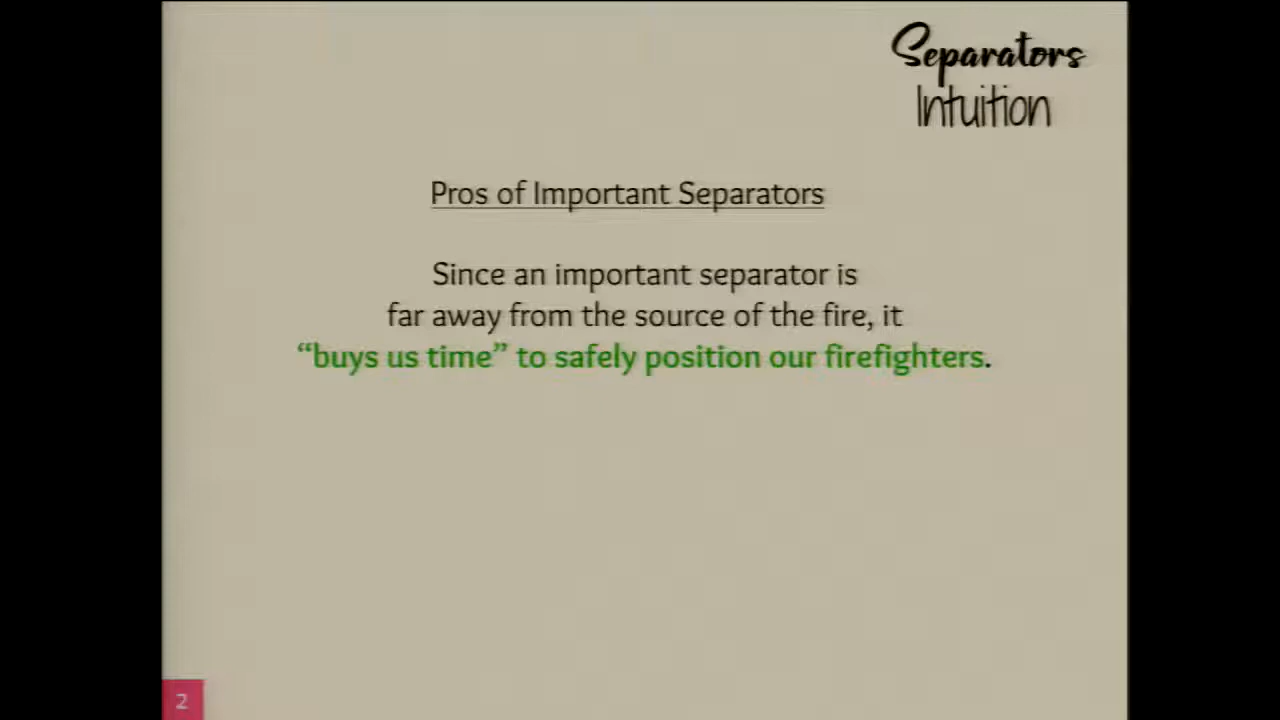 Separators
Intuition
Pros of Important Separators
Since an important separator is
far away from the source of the fire, it
“buys us time” to safely position our firefighters.
2